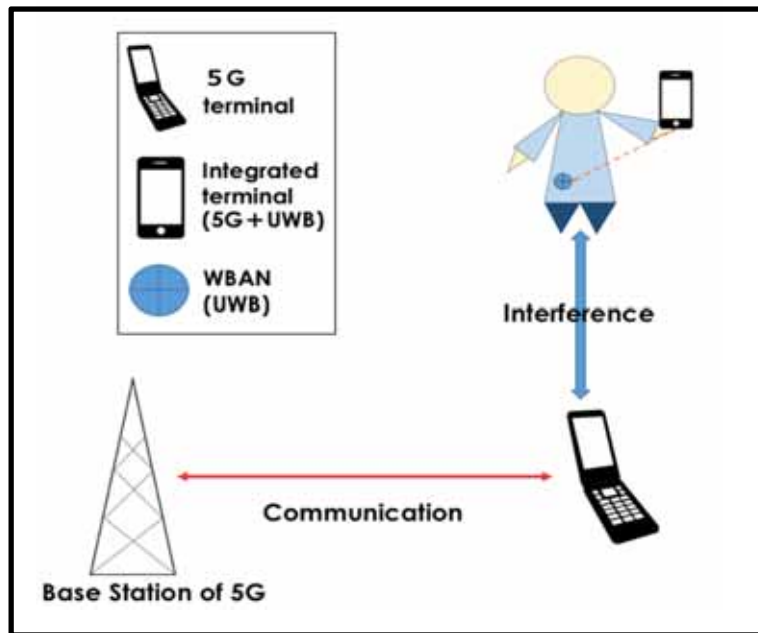 5G
terminal
Integrated
terminal
(5G+UWB)
WBAN
(UWB)
Interference
Communication
Base Station of 5G